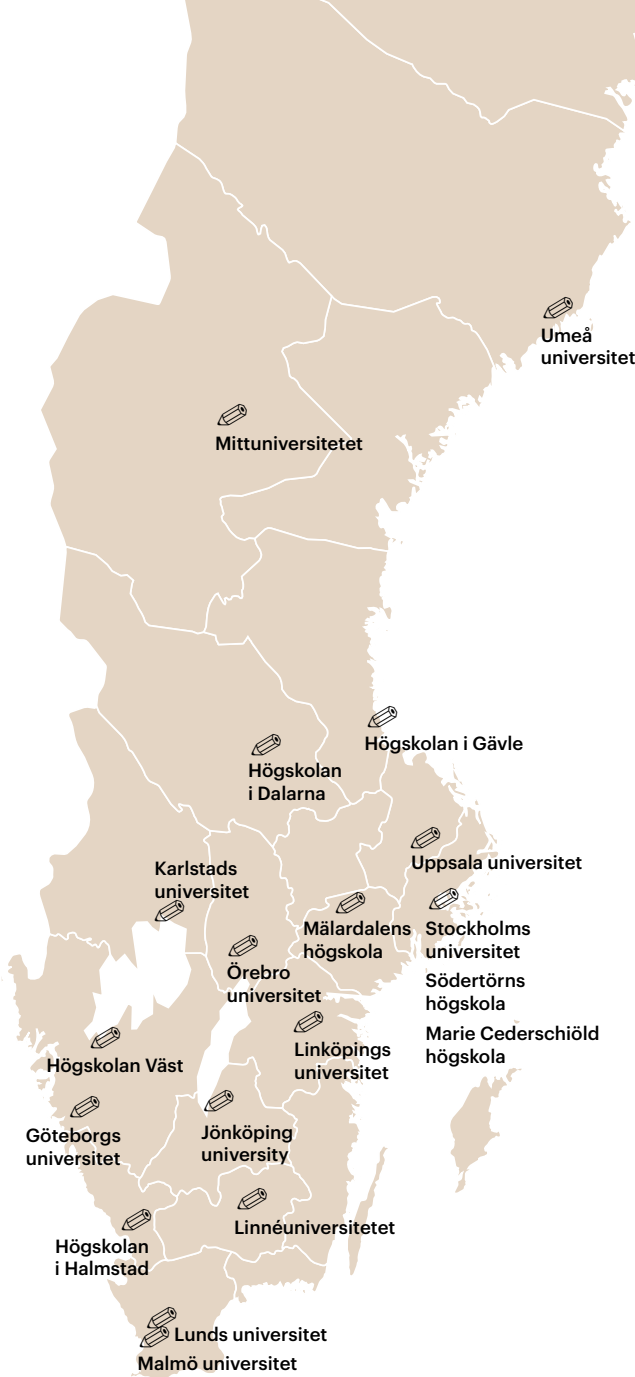 Umeå
universitet
Mittuniversitetet
Högskolan i Gävle
Högskolan
i Dalarna
Uppsala universitet
Karlstads
universitet
Mälardalens
högskola
Stockholms
universitet
Södertörns
högskola
Marie Cederschiöld
högskola
Örebro
universitet
Linköpings
universitet
Högskolan Väst
Göteborgs
universitet
Jönköping
university
Linnéuniversitetet
Högskolan
i Halmstad
Lunds universitet
Malmö universitet